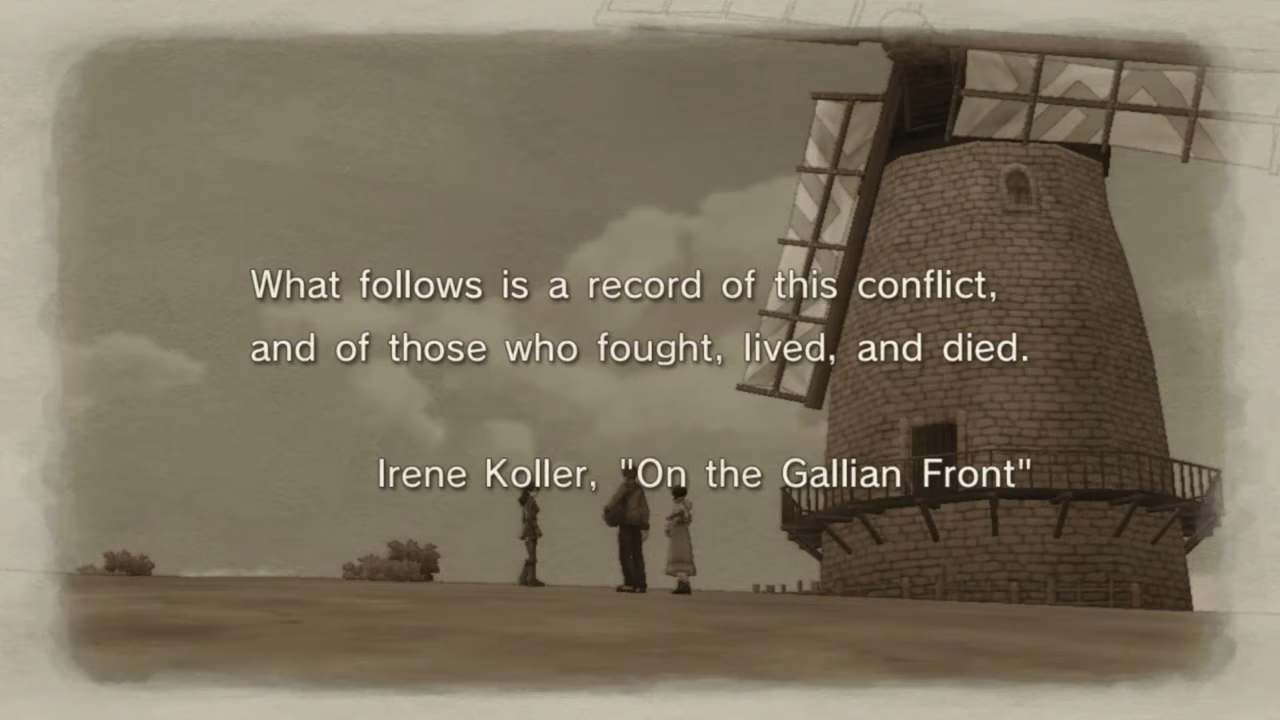 What follows is a record of this conflict,
and of those who fought, lived, and died.
Irene Koller, "On the Gallian Front"